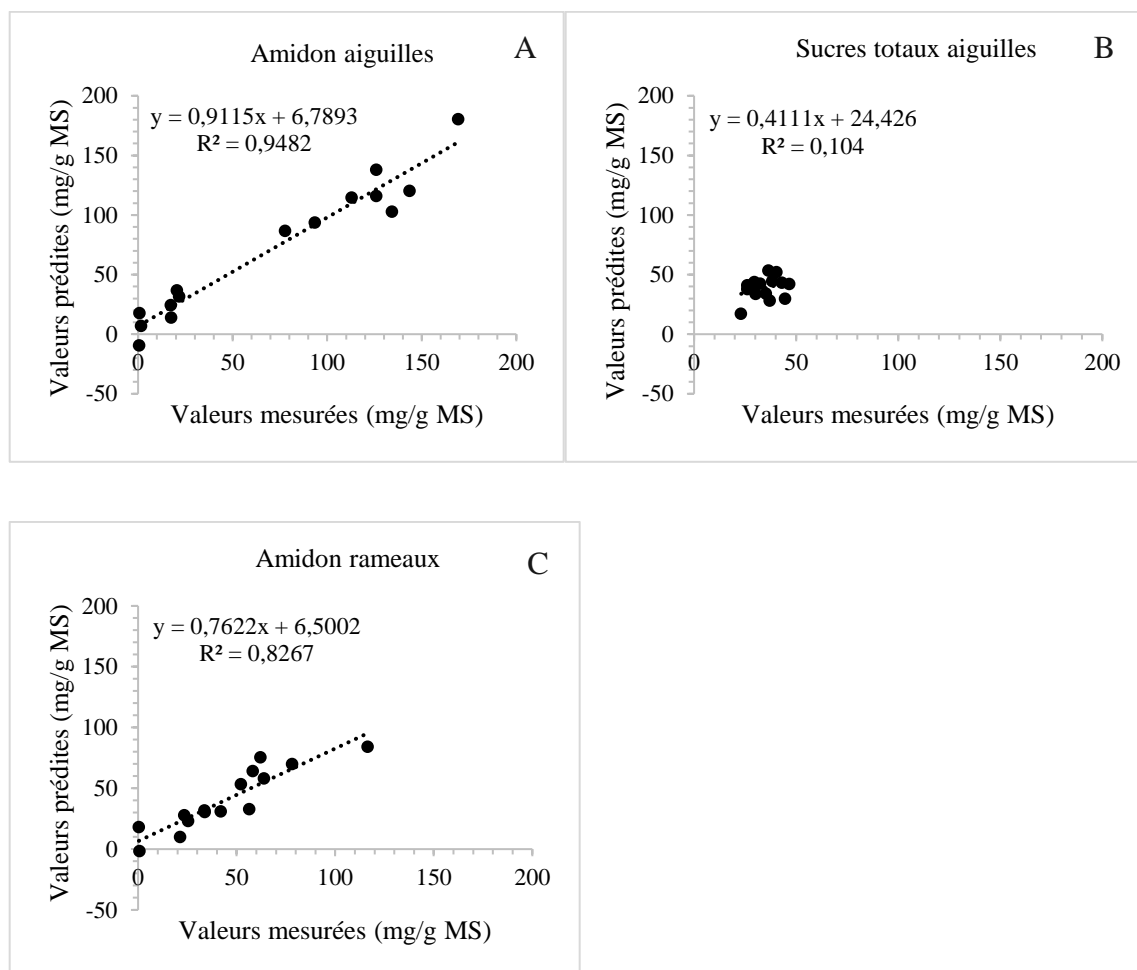 Amidon aiguilles
A
y = 0,9115x + 6,7893
R² = 0,9482
Valeurs prédites (mg/g MS)
200
150
100
50
0
-50
0
50
100
150
200
Valeurs mesurées (mg/g MS)
Sucres totaux aiguilles
B
y = 0,4111x + 24,426
R² = 0,104
Valeurs prédites (mg/g MS)
200
150
100
50
0
-50
0
50
100
150
200
Valeurs mesurées (mg/g MS)
Amidon rameaux
C
y = 0,7622x + 6,5002
R² = 0,8267
Valeurs prédites (mg/g MS)
200
150
100
50
0
-50
0
50
100
150
200
Valeurs mesurées (mg/g MS)